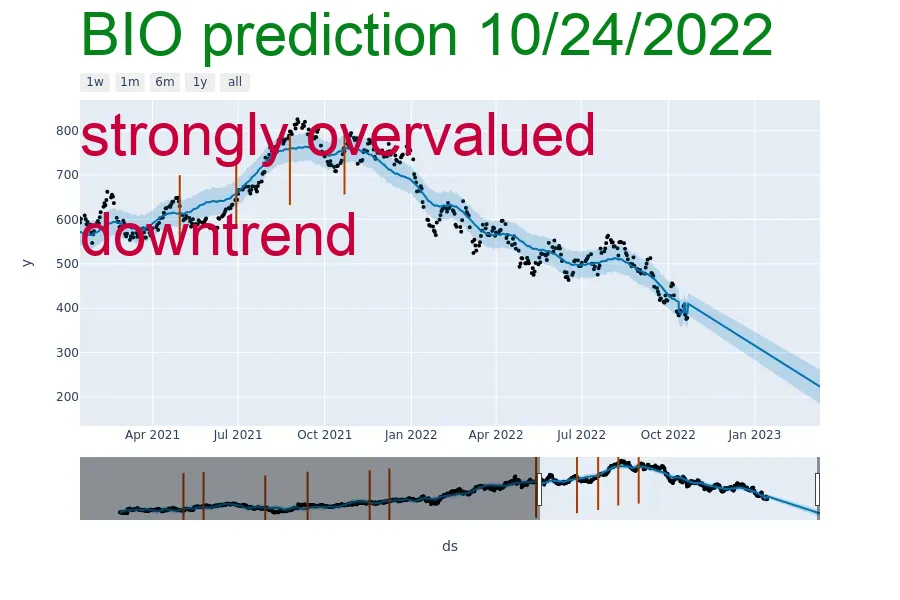 BIO prediction 10/24/2022
1w 1m 6m 1y all
strongly overvalued
downtrend
800
700
600
500
400
300
200
y
Apr 2021 Jul 2021 Oct 2021 Jan 2022 Apr 2022 Jul 2022 Oct 2022 Jan 2023
ds